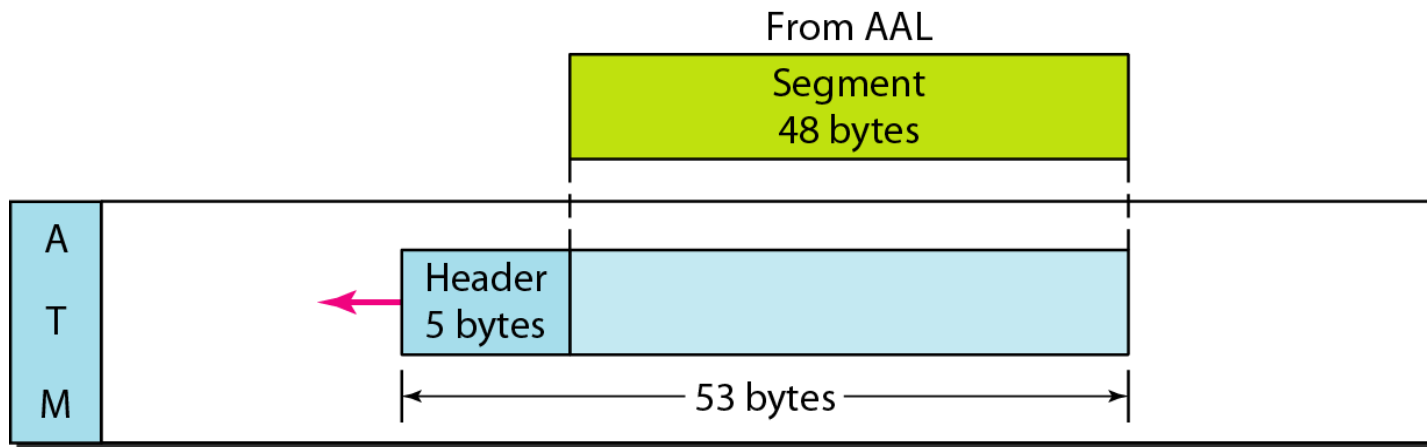 From AAL
Segment
48 bytes
A
T
M
Header
5 bytes
53 bytes